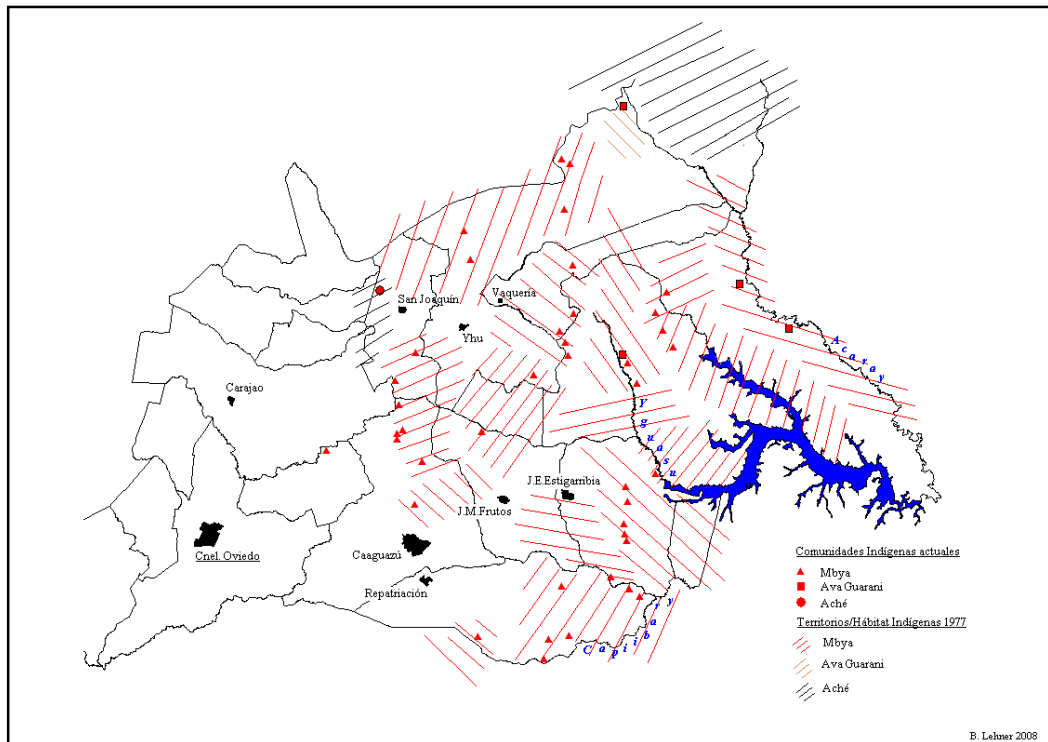 San Joaquín
Vaquería
Yhu
Carajao
Acaray
Yguasu
J.E.Estigarribia
J.M.Frutos
Cnel. Oviedo
Caaguazú
Repatriación
Capiibary
Comunidades Indígenas actuales
Mbya
Ava Guarani
Aché
Territorios/Hábitat Indígenas 1977
Mbya
Ava Guarani
Aché
B. Lehner 2008